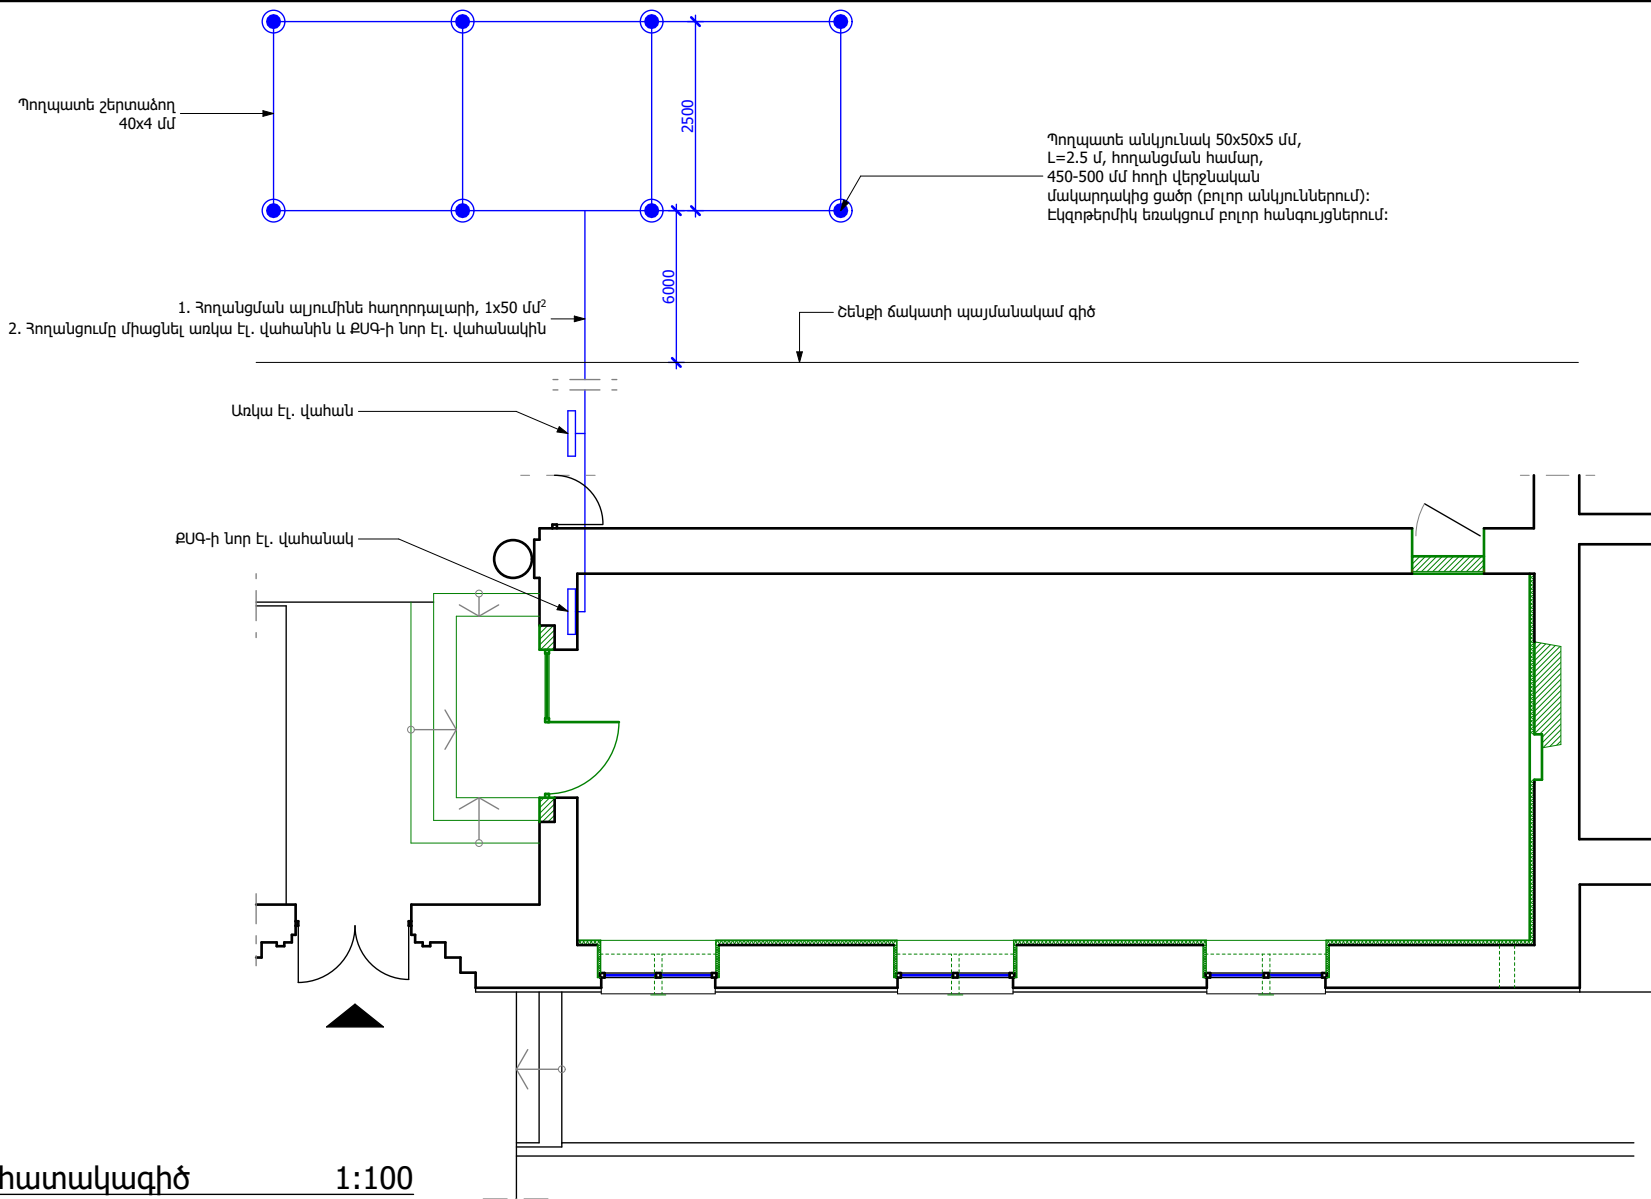 Պողպատե շերտաձող
40x4 մմ
2500
Պողպատե անկյունակ 50x50x5 մմ,
L=2.5 մ, հողանցման համար,
450-500 մմ հողի վերջնական
մակարդակից ցածր (բոլոր անկյուններում):
Էկզոթերմիկ եռակցում բոլոր հանգույցներում:
6000
1. Հողանցման ալյումինե հաղորդալարի, 1x50 մմ²
2. Հողանցումը միացնել առկա էլ. վահանին և ՔՍԳ-ի նոր էլ. վահանակին
Շենքի ճակատի պայմանակամ գիծ
Առկա էլ. վահան
ՔՍԳ-ի նոր էլ. վահանակ
հատակագիծ 1:100